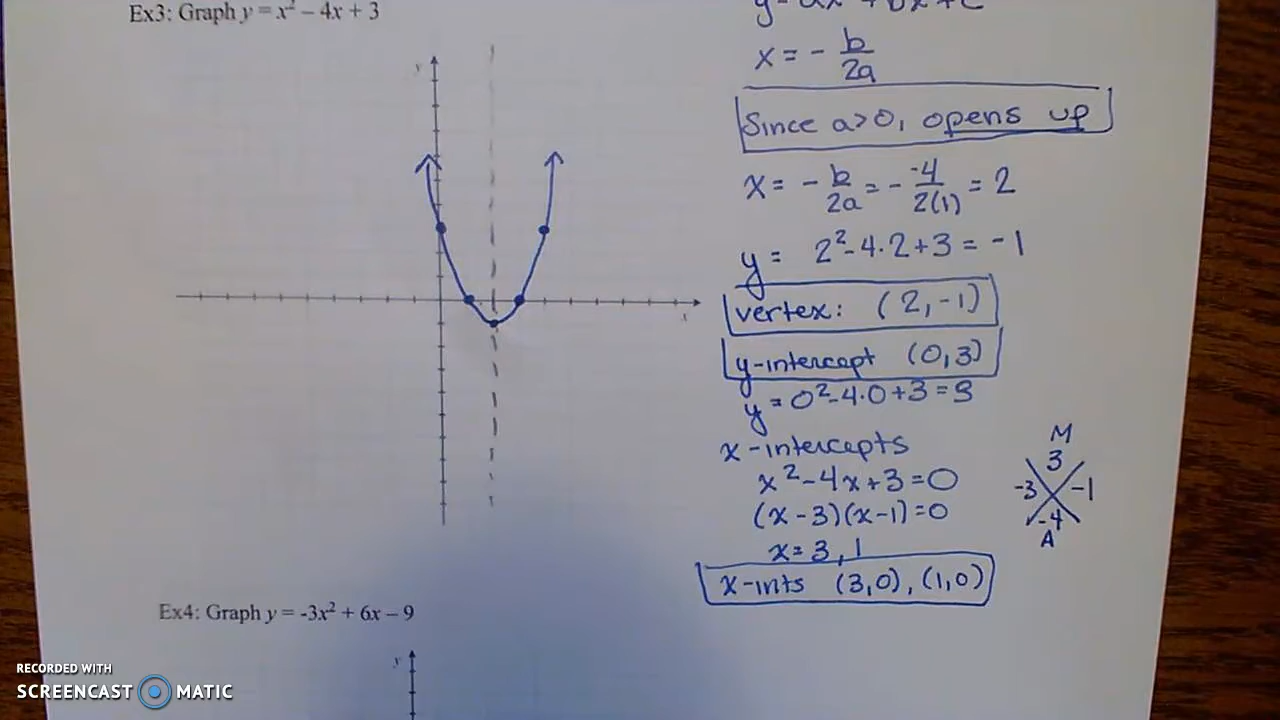 Ex3: Graph y = x² – 4x + 3
y
x
y=ax²+bx+c
x = - b/2a
Since a>0, opens up
x = - b/2a = - -4/2(1) = 2
y = 2²-4·2+3 = -1
vertex: (2,-1)
y-intercept (0,3)
y = 0²-4·0+3=3
x-intercepts
x²-4x+3=0
(x-3)(x-1)=0
x=3,1
x-ints (3,0), (1,0)
M
3
-3 -1
-4
A
Ex4: Graph y = -3x² + 6x – 9
y
RECORDED WITH
SCREENCAST MATIC